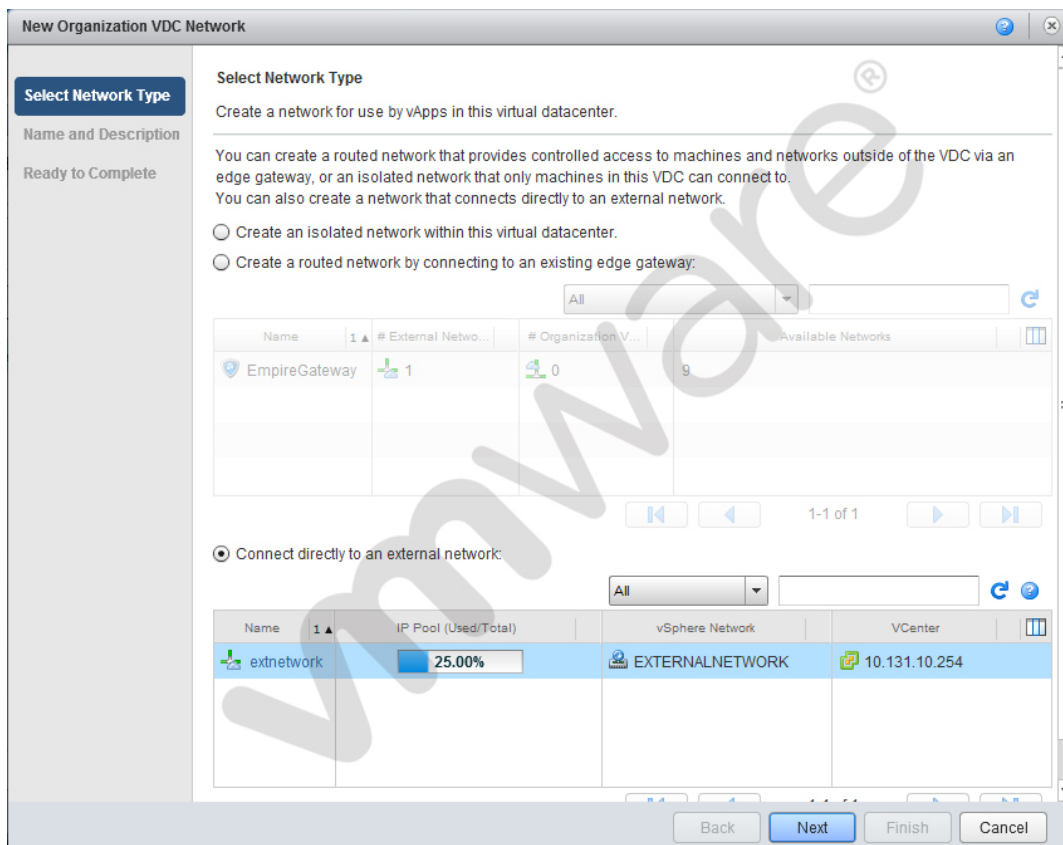 New Organization VDC Network
Select Network Type
Name and Description
Ready to Complete
Select Network Type
Create a network for use by vApps in this virtual datacenter.
You can create a routed network that provides controlled access to machines and networks outside of the VDC via an
edge gateway, or an isolated network that only machines in this VDC can connect to.
You can also create a network that connects directly to an external network.
Create an isolated network within this virtual datacenter.
Create a routed network by connecting to an existing edge gateway:
All
Name 1 ▲ # External Netwo... # Organization V... Available Networks
EmpireGateway 1 0 9
1-1 of 1
Connect directly to an external network:
All
Name 1 ▲ IP Pool (Used/Total) vSphere Network VCenter
extnetwork 25.00% EXTERNALNETWORK 10.131.10.254
Back Next Finish Cancel
vmware®